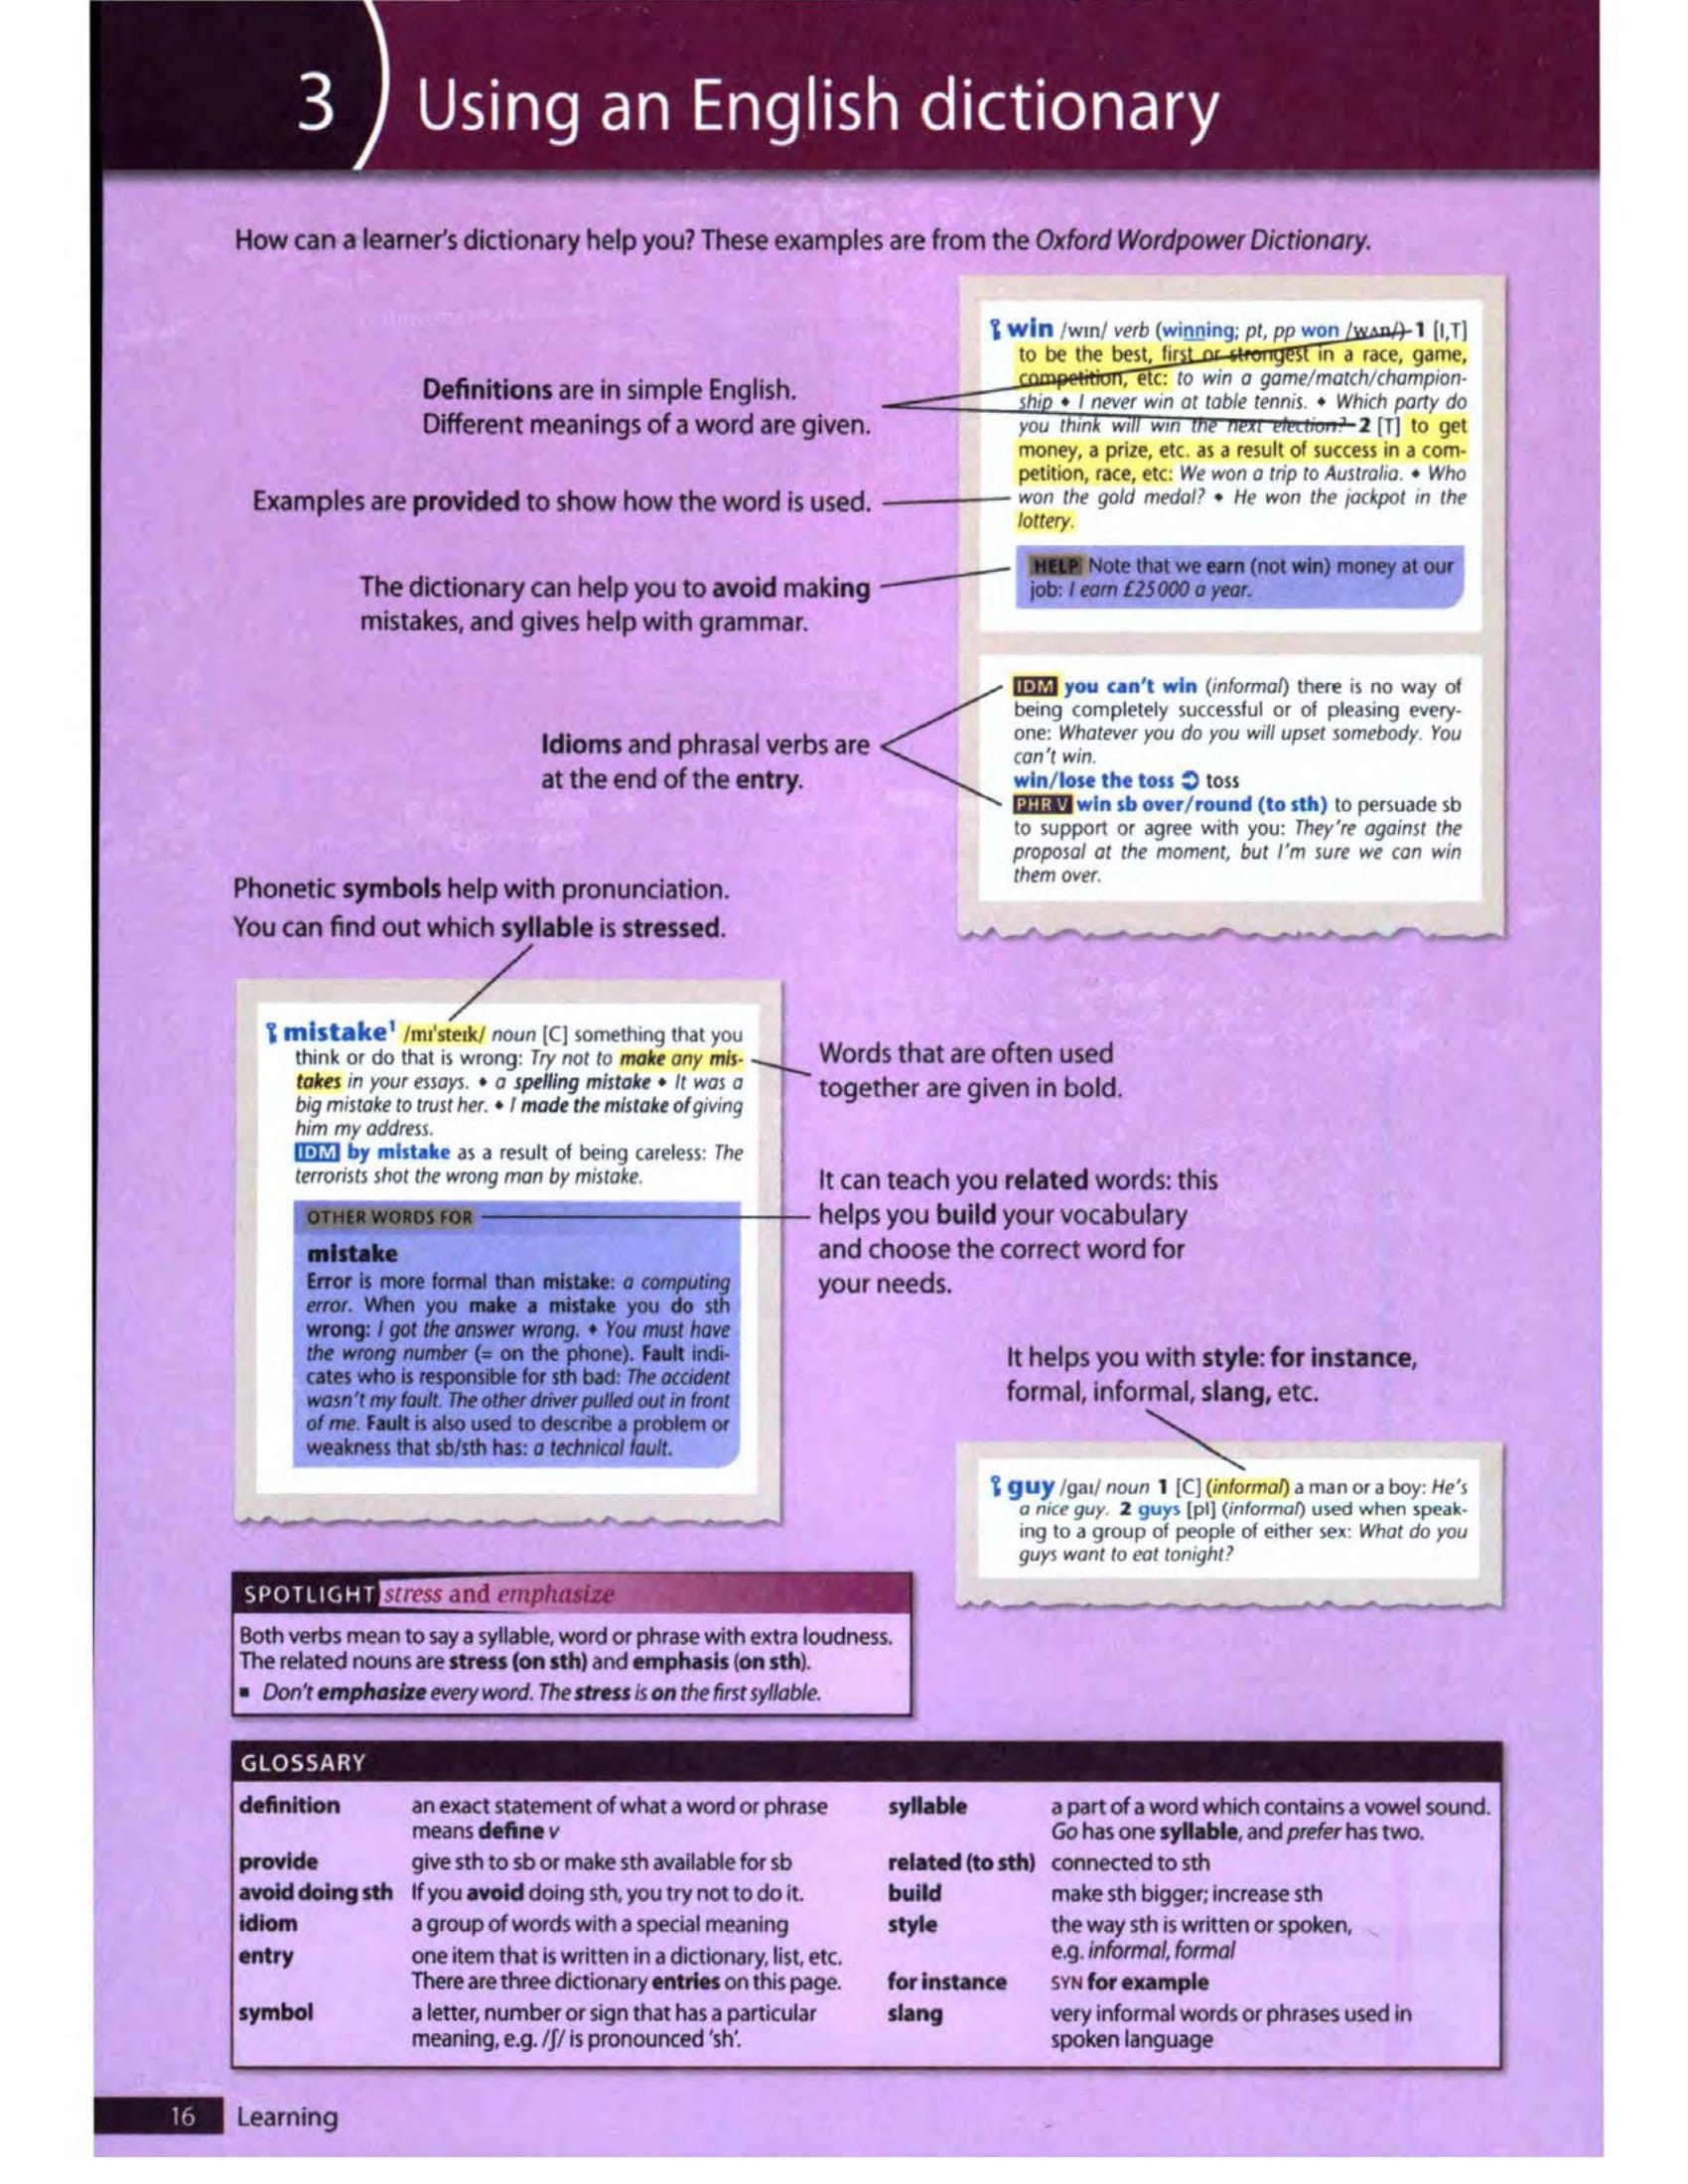 3
Using an English dictionary
How can a learner's dictionary help you? These examples are from the Oxford Wordpower Dictionary.
Definitions are in simple English.
Different meanings of a word are given.
Examples are provided to show how the word is used.
The dictionary can help you to avoid making
mistakes, and gives help with grammar.
win /wɪn/ verb (winning; pt, pp won /wʌn/) 1 [I,T]
to be the best, first or strongest in a race, game,
competition, etc: to win a game/match/champion-
ship • I never win at table tennis. • Which party do
you think will win the next election? 2 [T] to get
money, a prize, etc. as a result of success in a com-
petition, race, etc: We won a trip to Australia. • Who
won the gold medal? • He won the jackpot in the
lottery.
HELP Note that we earn (not win) money at our
job: I earn £25000 a year.
Idioms and phrasal verbs are
at the end of the entry.
IDM you can't win (informal) there is no way of
being completely successful or of pleasing every-
one: Whatever you do you will upset somebody. You
can't win.
win/lose the toss ➲ toss
PHR V win sb over/round (to sth) to persuade sb
to support or agree with you: They're against the
proposal at the moment, but I'm sure we can win
them over.
Phonetic symbols help with pronunciation.
You can find out which syllable is stressed.
mistake¹ /mɪ'steɪk/ noun [C] something that you
think or do that is wrong: Try not to make any mis-
takes in your essays. • a spelling mistake • It was a
big mistake to trust her. • I made the mistake of giving
him my address.
IDM by mistake as a result of being careless: The
terrorists shot the wrong man by mistake.
OTHER WORDS FOR
mistake
Error is more formal than mistake: a computing
error. When you make a mistake you do sth
wrong: I got the answer wrong. • You must have
the wrong number (= on the phone). Fault indi-
cates who is responsible for sth bad: The accident
wasn't my fault. The other driver pulled out in front
of me. Fault is also used to describe a problem or
weakness that sb/sth has: a technical fault.
Words that are often used
together are given in bold.
It can teach you related words: this
helps you build your vocabulary
and choose the correct word for
your needs.
It helps you with style: for instance,
formal, informal, slang, etc.
guy /gaɪ/ noun 1 [C] (informal) a man or a boy: He's
a nice guy. 2 guys [pl] (informal) used when speak-
ing to a group of people of either sex: What do you
guys want to eat tonight?
SPOTLIGHT stress and emphasize
Both verbs mean to say a syllable, word or phrase with extra loudness.
The related nouns are stress (on sth) and emphasis (on sth).
▪ Don't emphasize every word. The stress is on the first syllable.
GLOSSARY
definition an exact statement of what a word or phrase
means define v
provide give sth to sb or make sth available for sb
avoid doing sth If you avoid doing sth, you try not to do it.
idiom a group of words with a special meaning
entry one item that is written in a dictionary, list, etc.
There are three dictionary entries on this page.
symbol a letter, number or sign that has a particular
meaning, e.g. /ʃ/ is pronounced 'sh'.
syllable a part of a word which contains a vowel sound.
Go has one syllable, and prefer has two.
related (to sth) connected to sth
build make sth bigger; increase sth
style the way sth is written or spoken,
e.g. informal, formal
for instance SYN for example
slang very informal words or phrases used in
spoken language
16 Learning